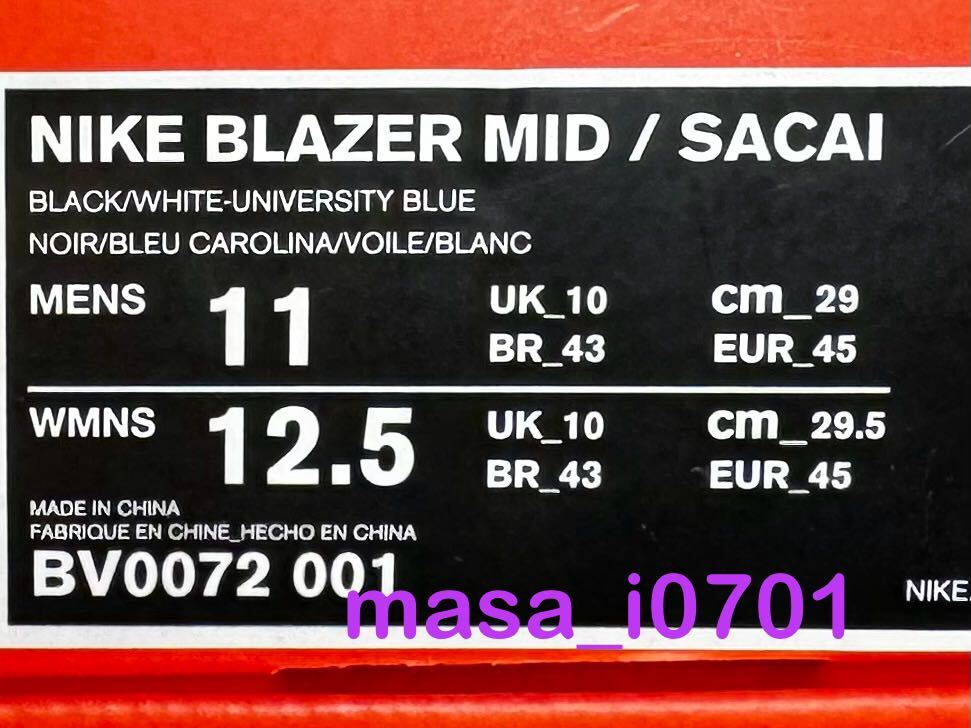 NIKE BLAZER MID / SACAI
BLACK/WHITE-UNIVERSITY BLUE
NOIR/BLEU CAROLINA/VOILE/BLANC
MENS 11 UK_10 cm_29
BR_43 EUR_45
WMNS 12.5 UK_10 cm_29.5
BR_43 EUR_45
MADE IN CHINA
FABRIQUE EN CHINE_HECHO EN CHINA
BV0072 001
NIKE.
masa_i0701